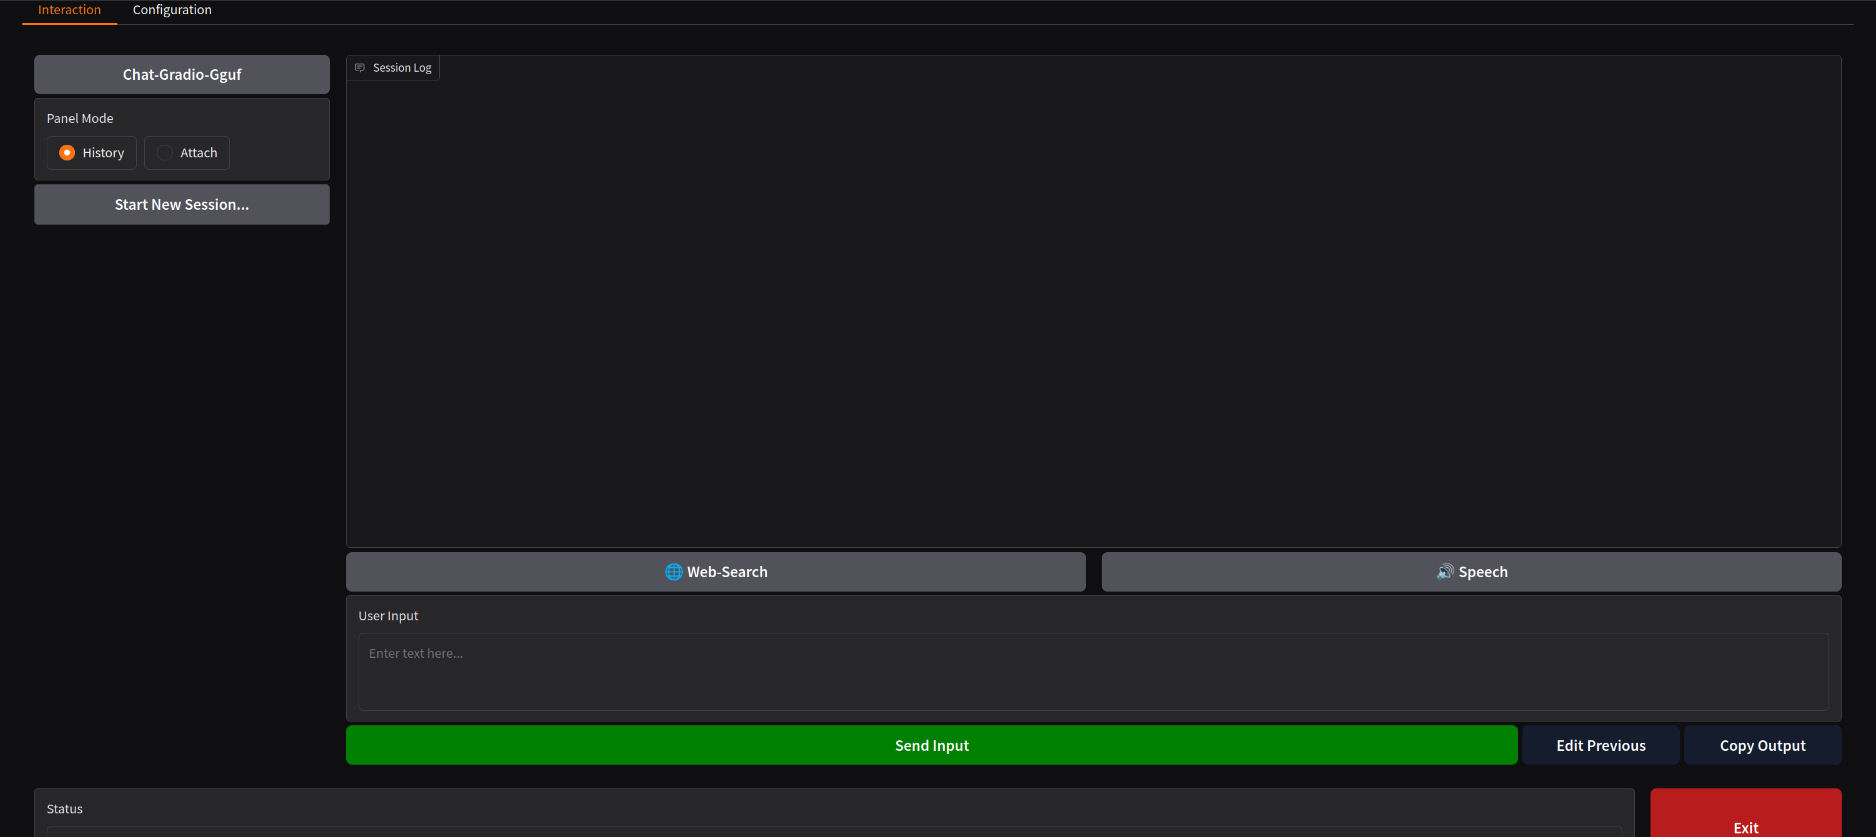 Interaction
Configuration
Chat-Gradio-Gguf
Panel Mode
History
Attach
Start New Session...
Session Log
🌐 Web-Search
🔊 Speech
User Input
Enter text here...
Send Input
Edit Previous
Copy Output
Status
Exit